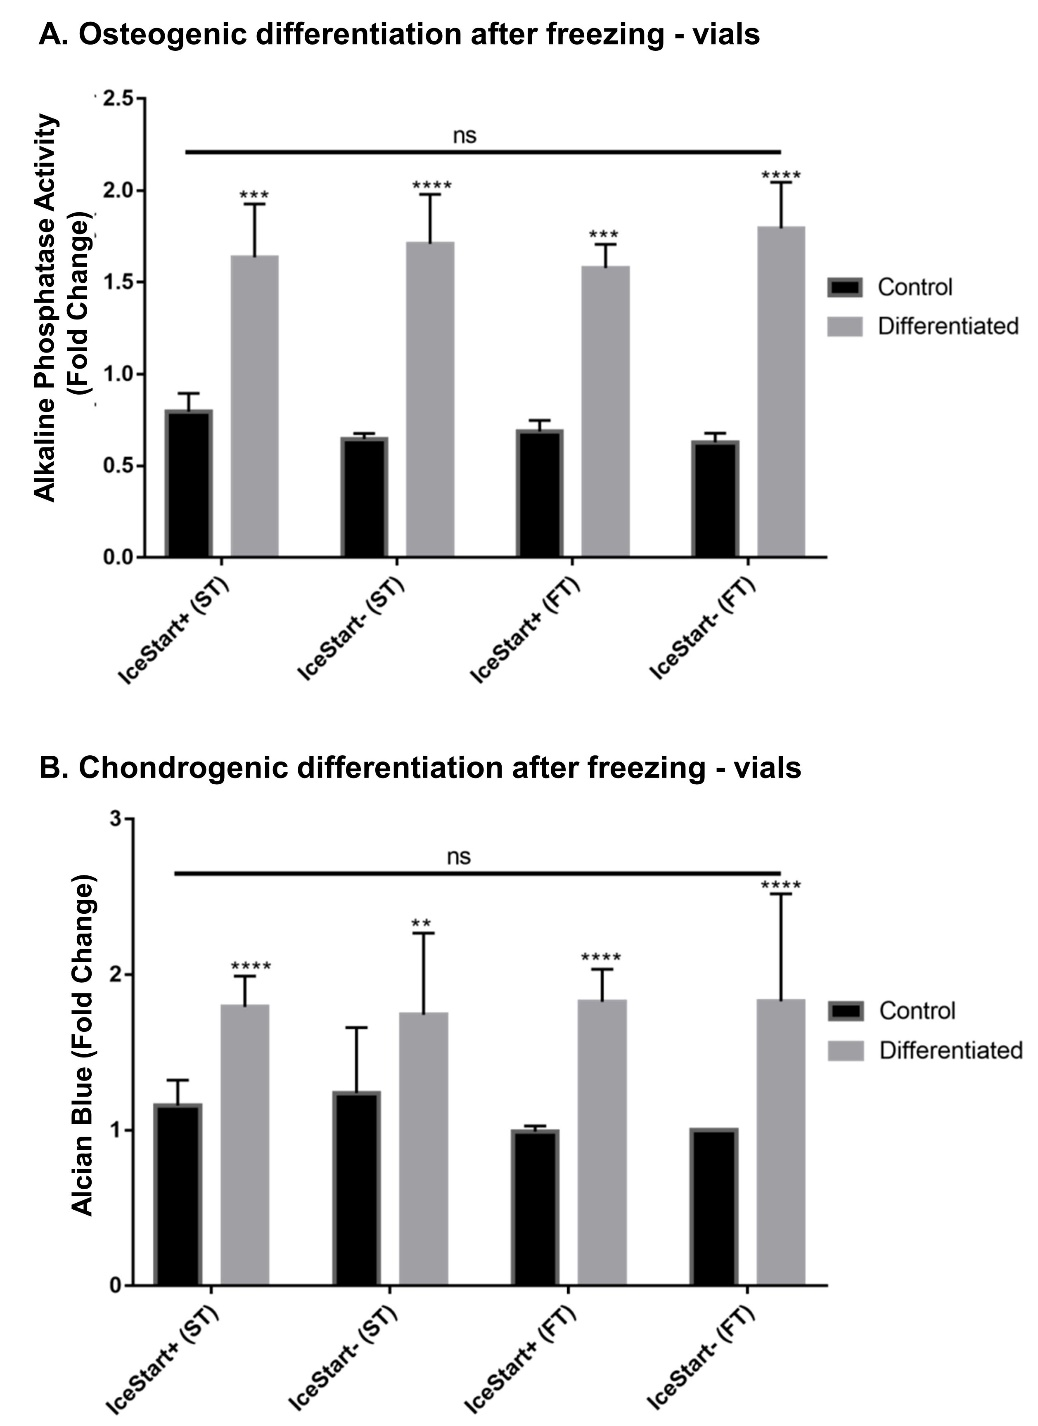 A. Osteogenic differentiation after freezing - vials
Alkaline Phosphatase Activity
(Fold Change)
2.5
2.0
1.5
1.0
0.5
0.0
ns
***
****
***
****
Control
Differentiated
IceStart+ (ST)
IceStart- (ST)
IceStart+ (FT)
IceStart- (FT)
B. Chondrogenic differentiation after freezing - vials
Alcian Blue (Fold Change)
3
2
1
0
ns
****
**
****
****
Control
Differentiated
IceStart+ (ST)
IceStart- (ST)
IceStart+ (FT)
IceStart- (FT)